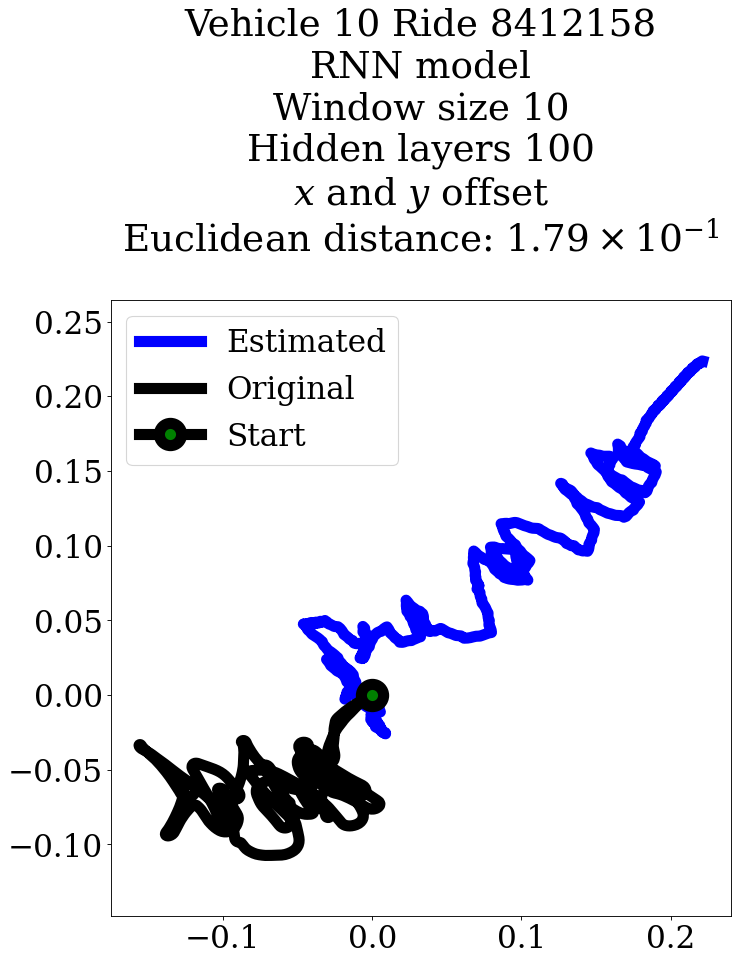 Vehicle 10 Ride 8412158
RNN model
Window size 10
Hidden layers 100
x and y offset
Euclidean distance: 1.79 × 10⁻¹
0.25
0.20
0.15
0.10
0.05
0.00
−0.05
−0.10
Estimated
Original
Start
−0.1 0.0 0.1 0.2